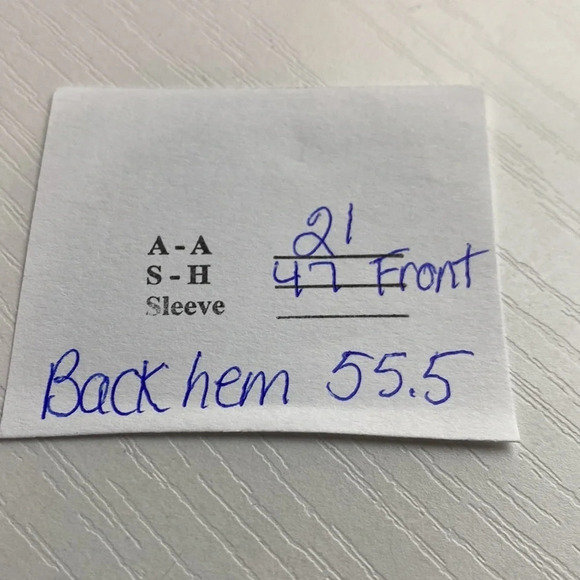 A - A 21
S - H 47 Front
Sleeve
Back hem 55.5